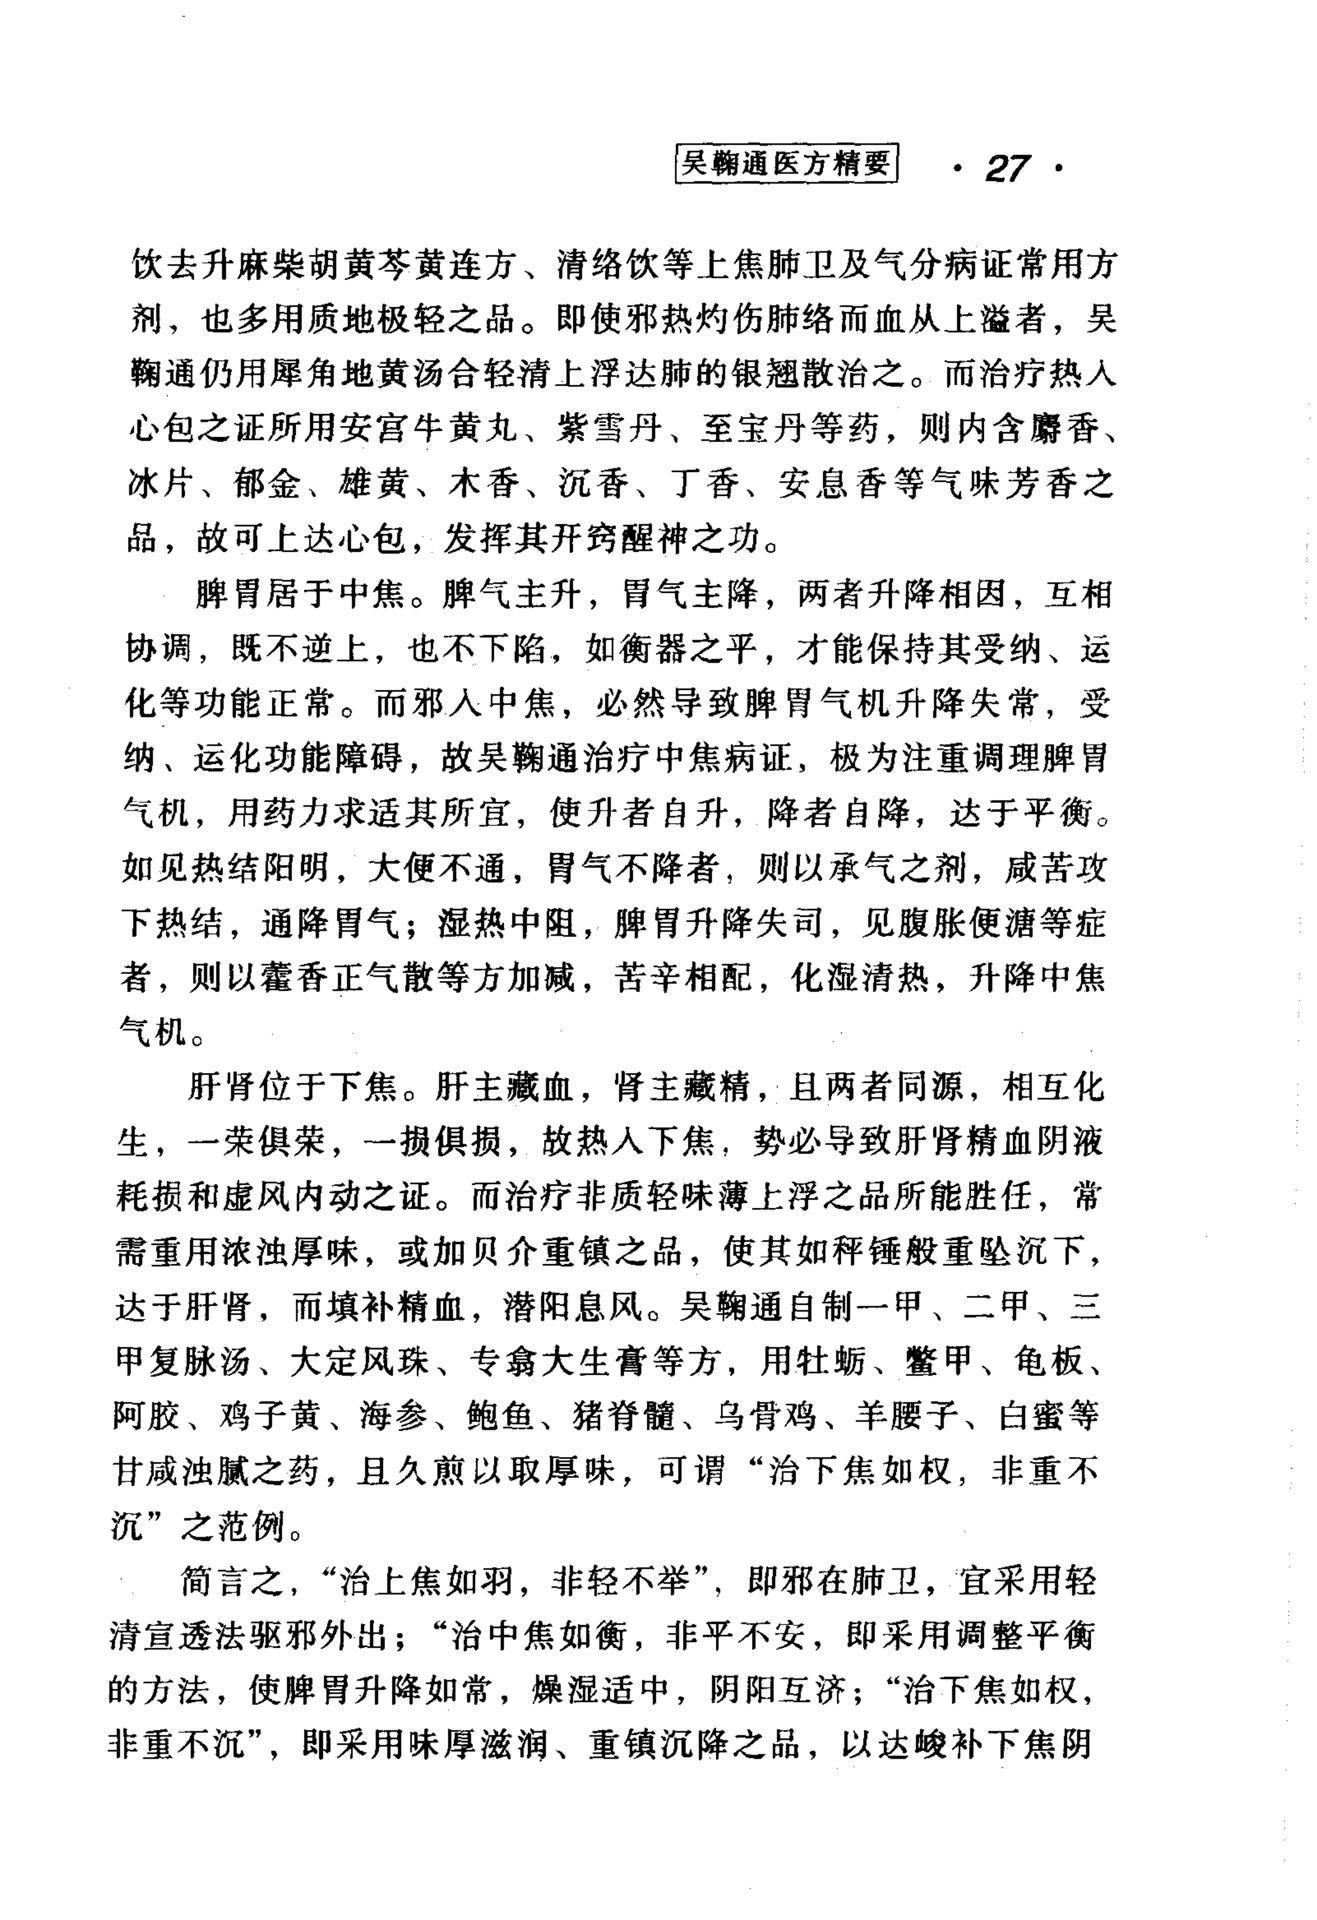 吴鞠通医方精要 · 27 ·
饮去升麻柴胡黄芩黄连方、清络饮等上焦肺卫及气分病证常用方
剂，也多用质地极轻之品。即使邪热灼伤肺络而血从上溢者，吴
鞠通仍用犀角地黄汤合轻清上浮达肺的银翘散治之。而治疗热入
心包之证所用安宫牛黄丸、紫雪丹、至宝丹等药，则内含麝香、
冰片、郁金、雄黄、木香、沉香、丁香、安息香等气味芳香之
品，故可上达心包，发挥其开窍醒神之功。
脾胃居于中焦。脾气主升，胃气主降，两者升降相因，互相
协调，既不逆上，也不下陷，如衡器之平，才能保持其受纳、运
化等功能正常。而邪入中焦，必然导致脾胃气机升降失常，受
纳、运化功能障碍，故吴鞠通治疗中焦病证，极为注重调理脾胃
气机，用药力求适其所宜，使升者自升，降者自降，达于平衡。
如见热结阳明，大便不通，胃气不降者，则以承气之剂，咸苦攻
下热结，通降胃气；湿热中阻，脾胃升降失司，见腹胀便溏等症
者，则以藿香正气散等方加减，苦辛相配，化湿清热，升降中焦
气机。
肝肾位于下焦。肝主藏血，肾主藏精，且两者同源，相互化
生，一荣俱荣，一损俱损，故热入下焦，势必导致肝肾精血阴液
耗损和虚风内动之证。而治疗非质轻味薄上浮之品所能胜任，常
需重用浓浊厚味，或加贝介重镇之品，使其如秤锤般重坠沉下，
达于肝肾，而填补精血，潜阳息风。吴鞠通自制一甲、二甲、三
甲复脉汤、大定风珠、专翕大生膏等方，用牡蛎、鳖甲、龟板、
阿胶、鸡子黄、海参、鲍鱼、猪脊髓、乌骨鸡、羊腰子、白蜜等
甘咸浊腻之药，且久煎以取厚味，可谓“治下焦如权，非重不
沉”之范例。
简言之，“治上焦如羽，非轻不举”，即邪在肺卫，宜采用轻
清宣透法驱邪外出；“治中焦如衡，非平不安，即采用调整平衡
的方法，使脾胃升降如常，燥湿适中，阴阳互济；“治下焦如权，
非重不沉”，即采用味厚滋润、重镇沉降之品，以达峻补下焦阴